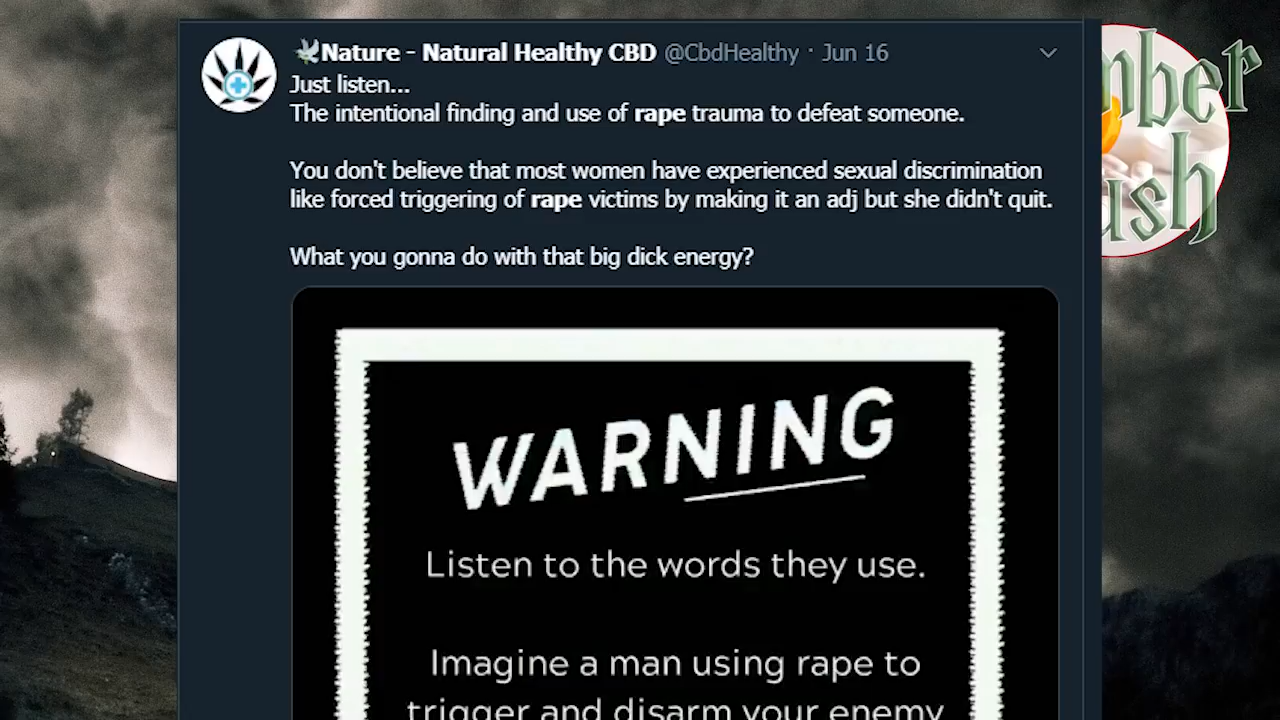 Nature - Natural Healthy CBD @CbdHealthy · Jun 16
Just listen...
The intentional finding and use of rape trauma to defeat someone.
You don't believe that most women have experienced sexual discrimination
like forced triggering of rape victims by making it an adj but she didn't quit.
What you gonna do with that big dick energy?
WARNING
Listen to the words they use.
Imagine a man using rape to
trigger and disarm your enemy